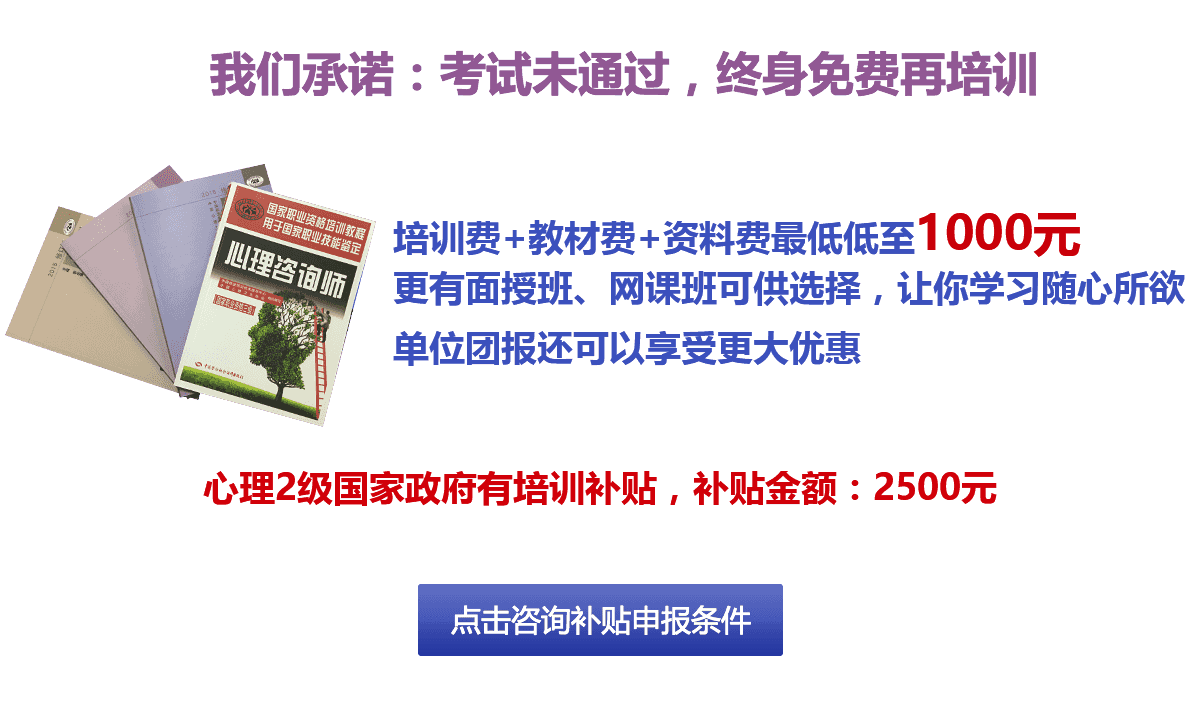 我们承诺：考试未通过，终身免费再培训
国家职业资格培训教程
用于国家职业技能鉴定
心理咨询师
培训费+教材费+资料费最低低至1000元
更有面授班、网课班可供选择，让你学习随心所欲
单位团报还可以享受更大优惠
心理2级国家政府有培训补贴，补贴金额：2500元
点击咨询补贴申报条件